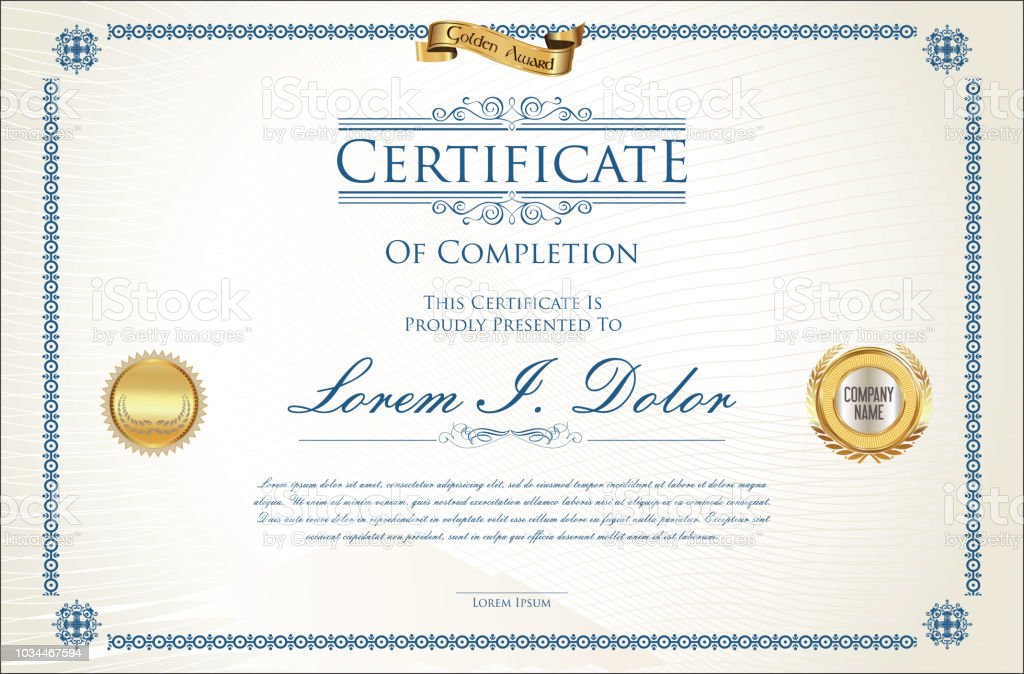 Golden Award
CERTIFICATE
OF COMPLETION
THIS CERTIFICATE IS
PROUDLY PRESENTED TO
Lorem I. Dolor
COMPANY
NAME
Lorem ipsum dolor sit amet, consectetur adipisicing elit, sed do eiusmod tempor incididunt ut labore et dolore magna
aliqua. Ut enim ad minim veniam, quis nostrud exercitation ullamco laboris nisi ut aliquip ex ea commodo consequat.
Duis aute irure dolor in reprehenderit in voluptate velit esse cillum dolore eu fugiat nulla pariatur. Excepteur sint
occaecat cupidatat non proident, sunt in culpa qui officia deserunt mollit anim id est laborum.
LOREM IPSUM
iStock
by Getty Images™
1034467594